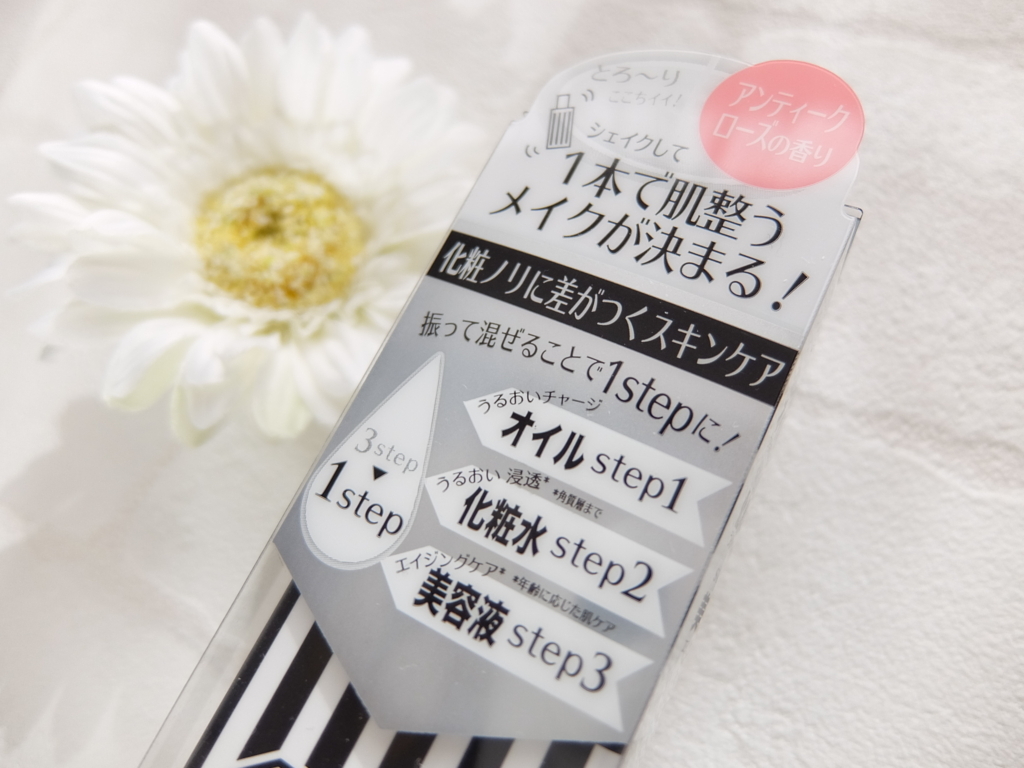 とろ～り
ここちイイ!
アンティーク
ローズの香り
シェイクして
1本で肌整う
メイクが決まる!
化粧ノリに差がつくスキンケア
振って混ぜることで1stepに!
3step
▼
1step
うるおいチャージ
オイル step1
うるおい 浸透* *角質層まで
化粧水 step2
エイジングケア* *年齢に応じた肌ケア
美容液 step3